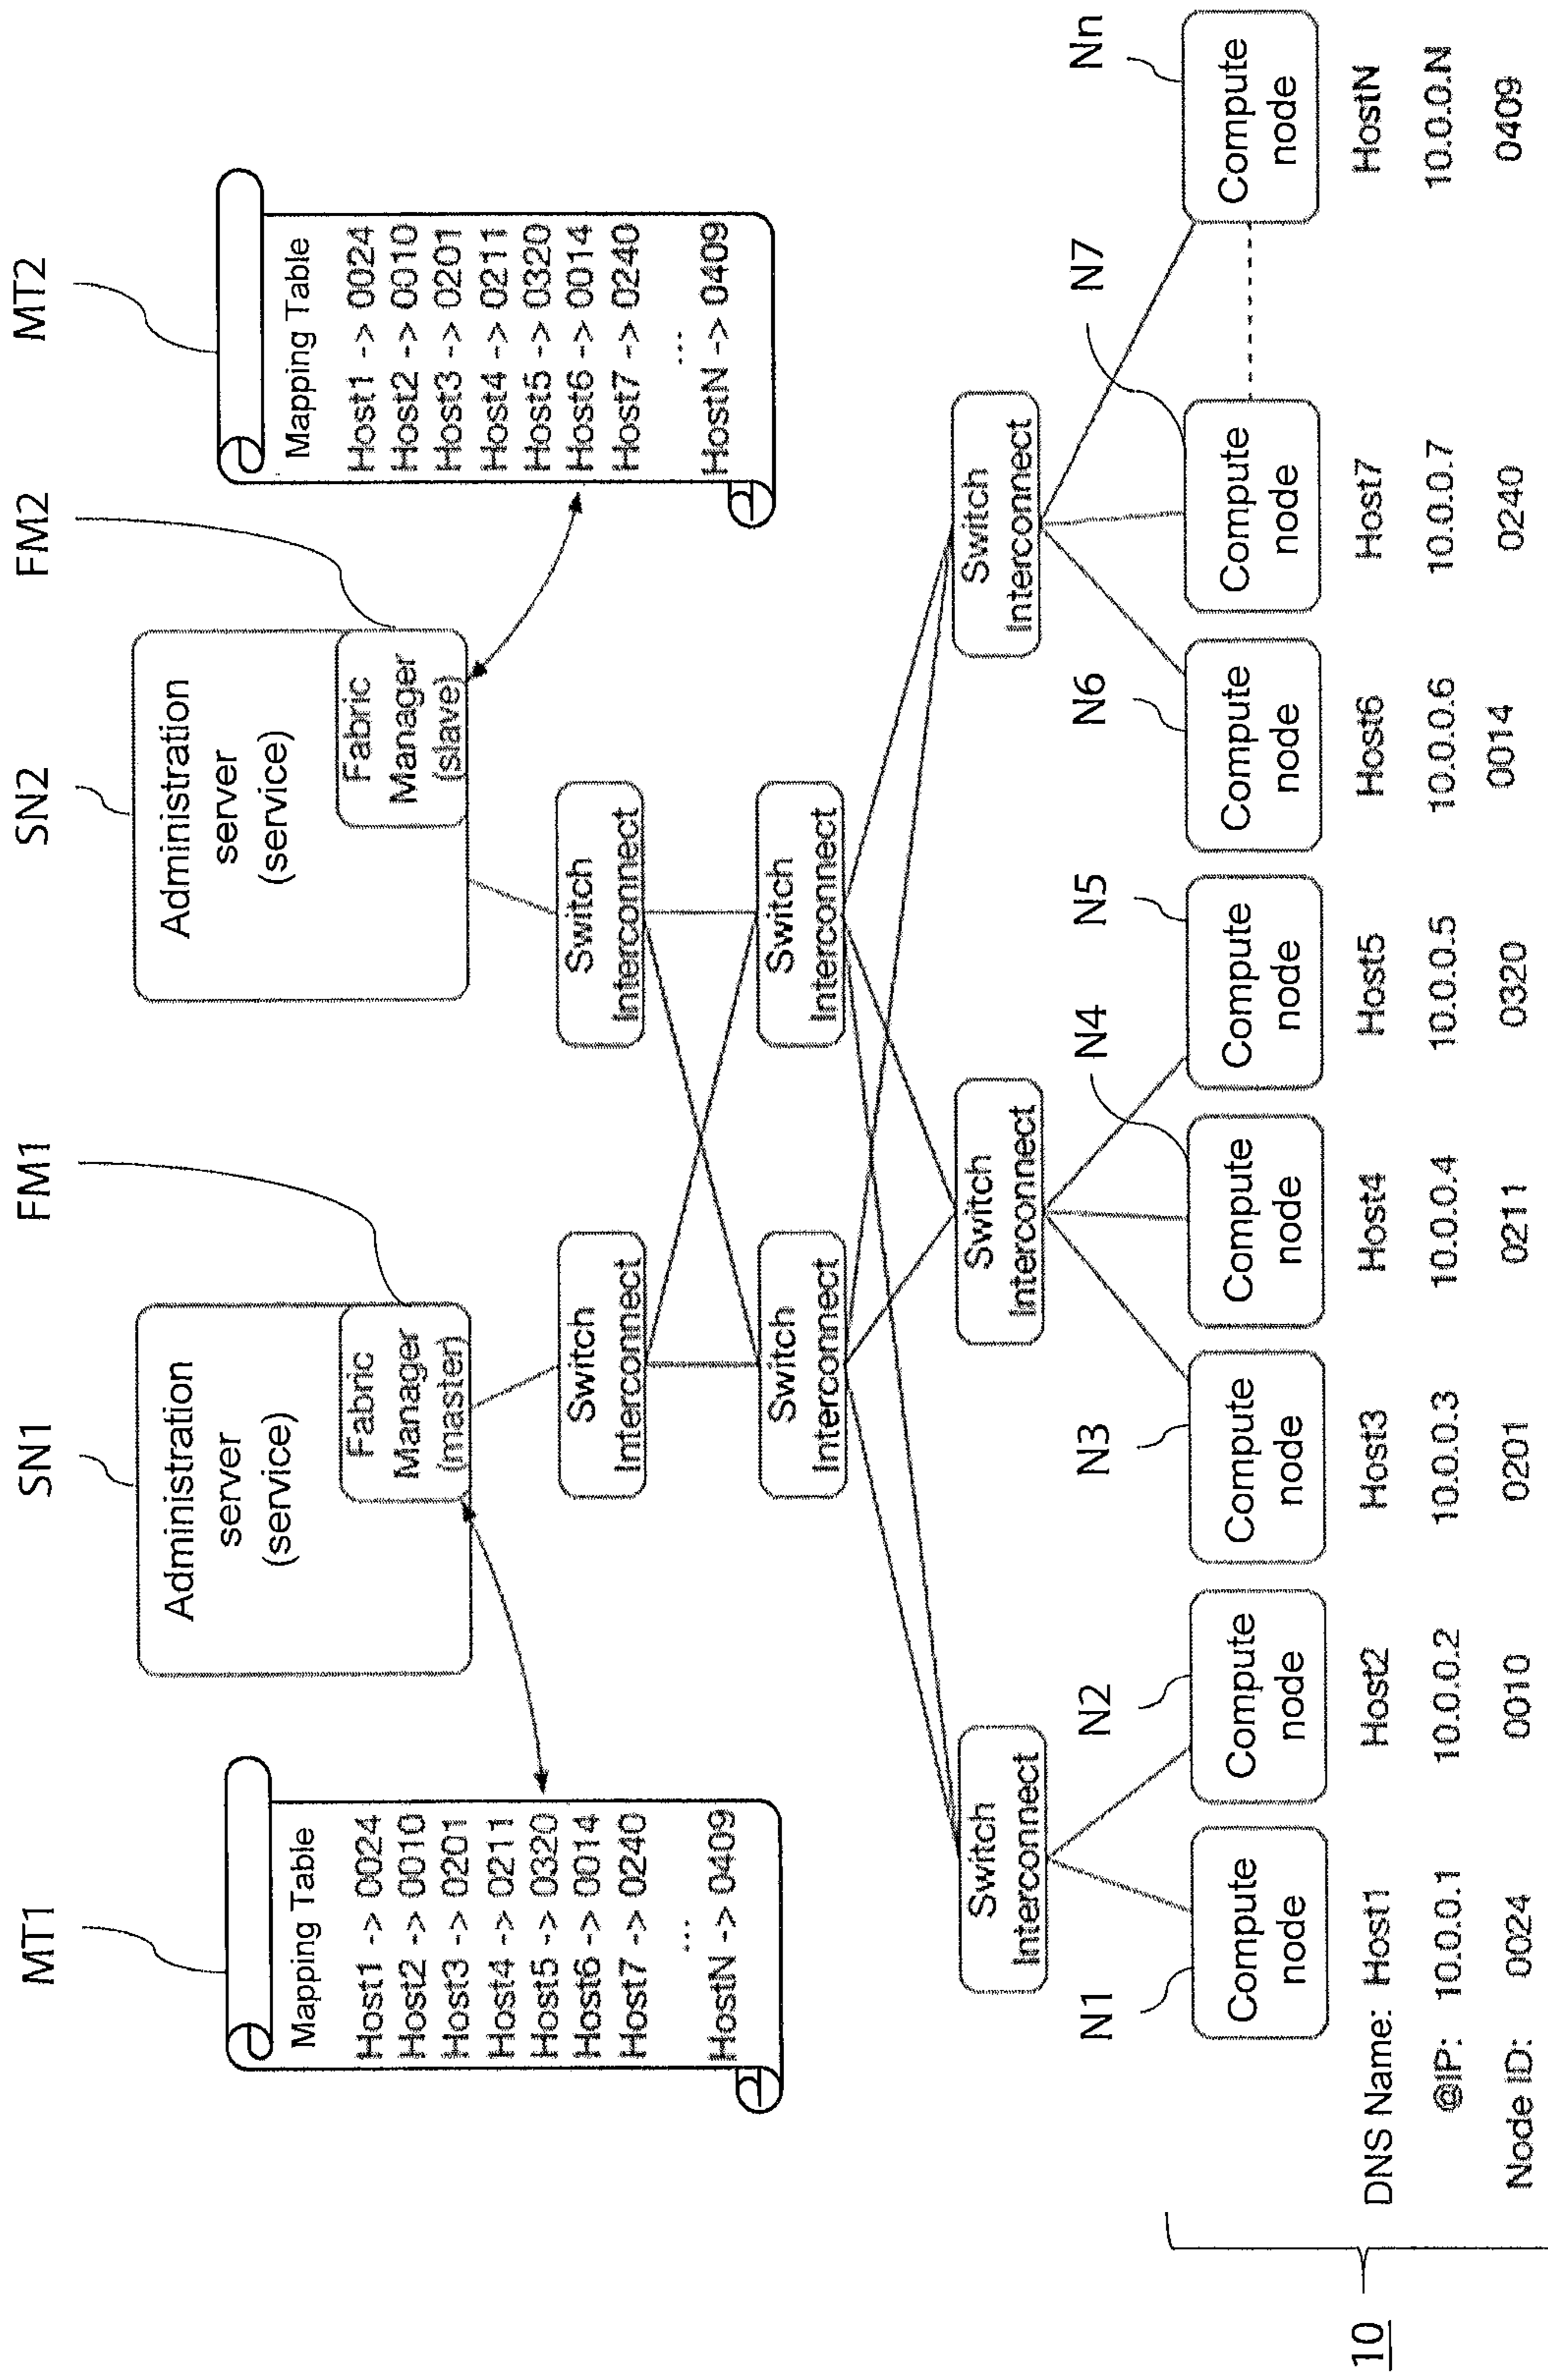 MT1
SN1
FM1
SN2
FM2
MT2
Mapping Table
Host1 -> 0024
Host2 -> 0010
Host3 -> 0201
Host4 -> 0211
Host5 -> 0320
Host6 -> 0014
Host7 -> 0240
...
HostN -> 0409
Administration
server
(service)
Fabric
Manager
(master)
Administration
server
(service)
Fabric
Manager
(slave)
Mapping Table
Host1 -> 0024
Host2 -> 0010
Host3 -> 0201
Host4 -> 0211
Host5 -> 0320
Host6 -> 0014
Host7 -> 0240
....
HostN -> 0409
Switch
Interconnect
Switch
Interconnect
Switch
Interconnect
Switch
Interconnect
Switch
Interconnect
Switch
Interconnect
Switch
Interconnect
N1
N2
N3
N4
N5
N6
N7
Nn
Compute
node
Compute
node
Compute
node
Compute
node
Compute
node
Compute
node
Compute
node
Compute
node
10
DNS Name: Host1 Host2 Host3 Host4 Host5 Host6 Host7 HostN
@IP: 10.0.0.1 10.0.0.2 10.0.0.3 10.0.0.4 10.0.0.5 10.0.0.6 10.0.0.7 10.0.0.N
Node ID: 0024 0010 0201 0211 0320 0014 0240 0409